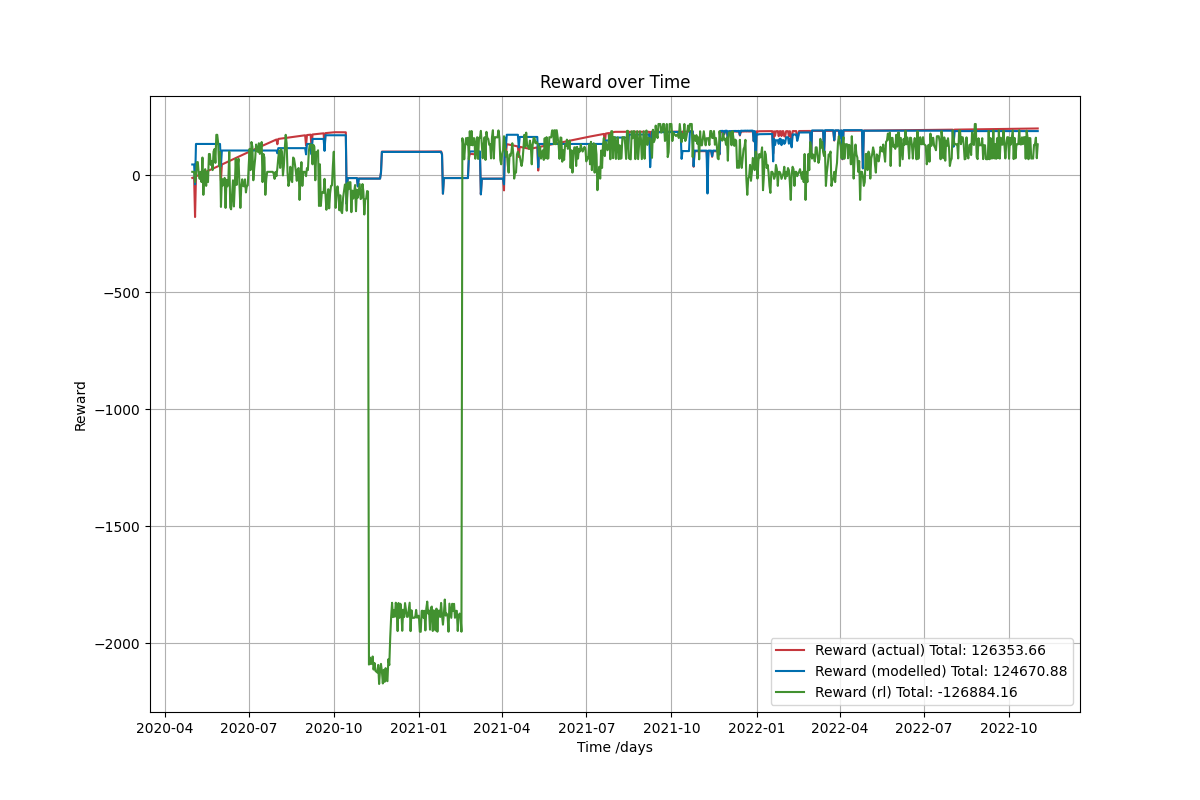 Reward over Time
Reward
0
−500
−1000
−1500
−2000
2020-04 2020-07 2020-10 2021-01 2021-04 2021-07 2021-10 2022-01 2022-04 2022-07 2022-10
Time /days
Reward (actual) Total: 126353.66
Reward (modelled) Total: 124670.88
Reward (rl) Total: -126884.16